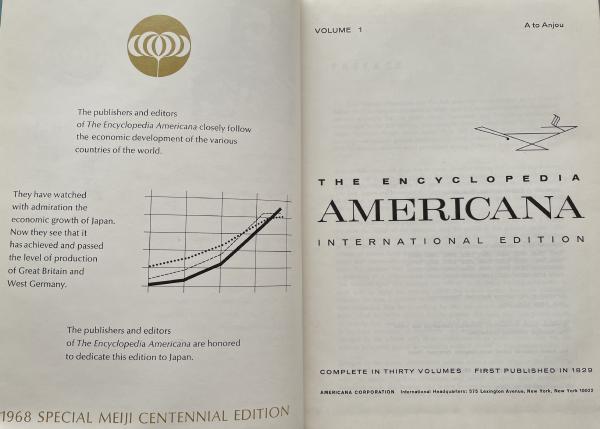 The publishers and editors
of The Encyclopedia Americana closely follow
the economic development of the various
countries of the world.
They have watched
with admiration the
economic growth of Japan.
Now they see that it
has achieved and passed
the level of production
of Great Britain and
West Germany.
The publishers and editors
of The Encyclopedia Americana are honored
to dedicate this edition to Japan.
1968 SPECIAL MEIJI CENTENNIAL EDITION
VOLUME 1
A to Anjou
THE ENCYCLOPEDIA
AMERICANA
INTERNATIONAL EDITION
COMPLETE IN THIRTY VOLUMES FIRST PUBLISHED IN 1829
AMERICANA CORPORATION International Headquarters: 575 Lexington Avenue, New York, New York 10022